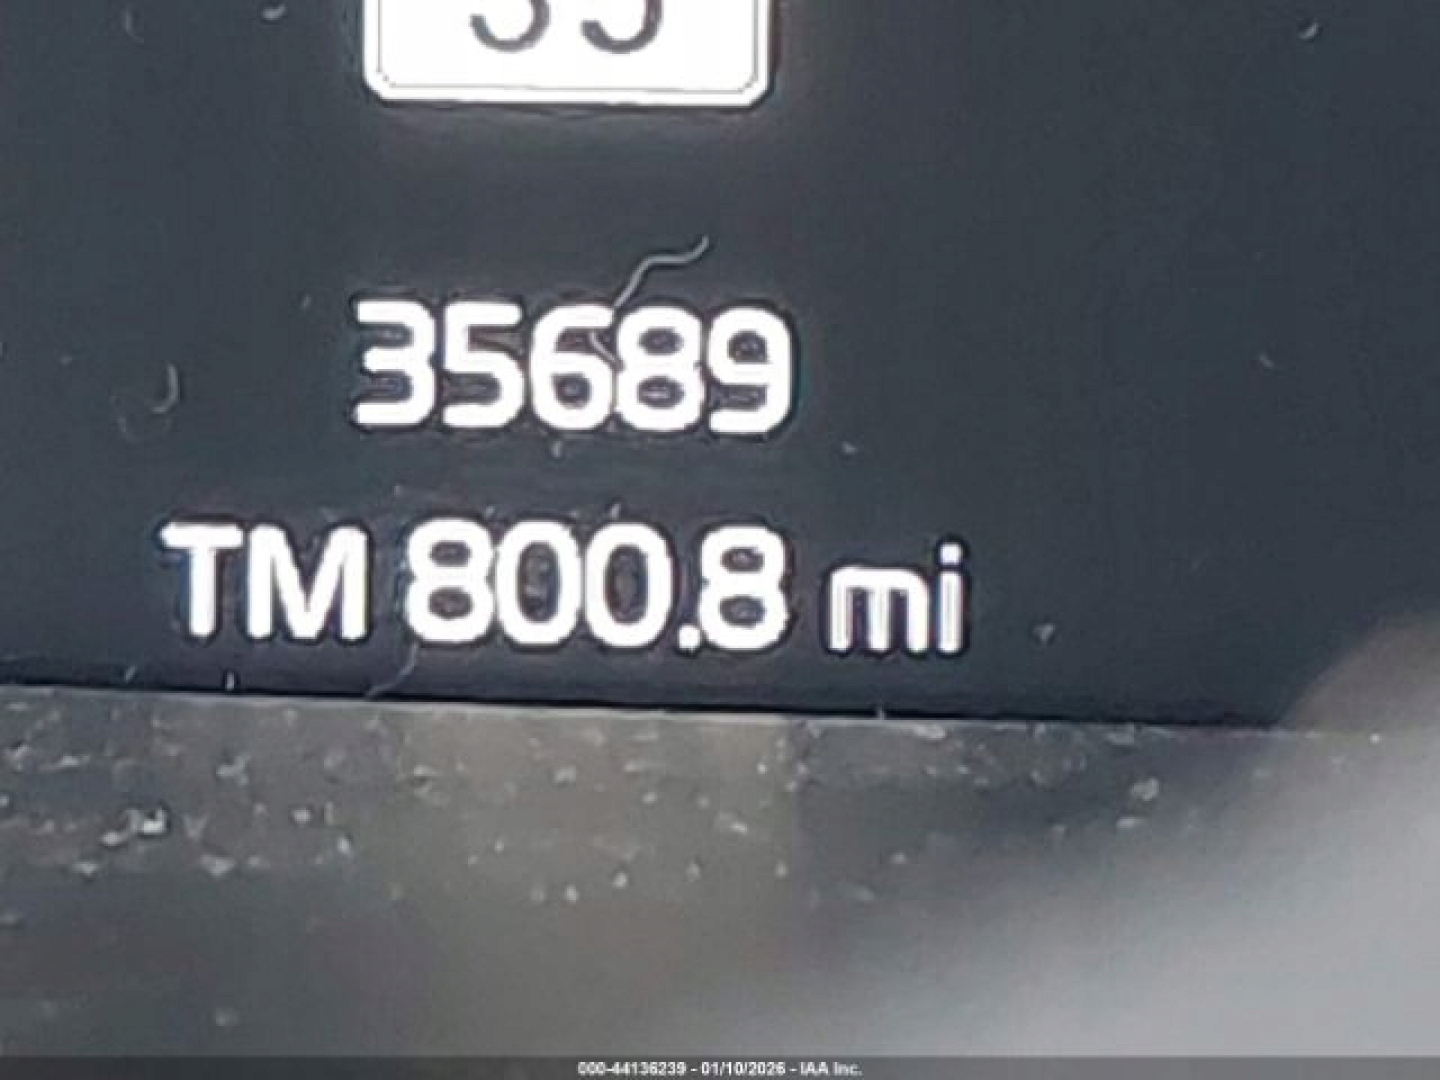 35689
TM 800.8 mi
000-44136239 - 01/10/2026 - IAA Inc.